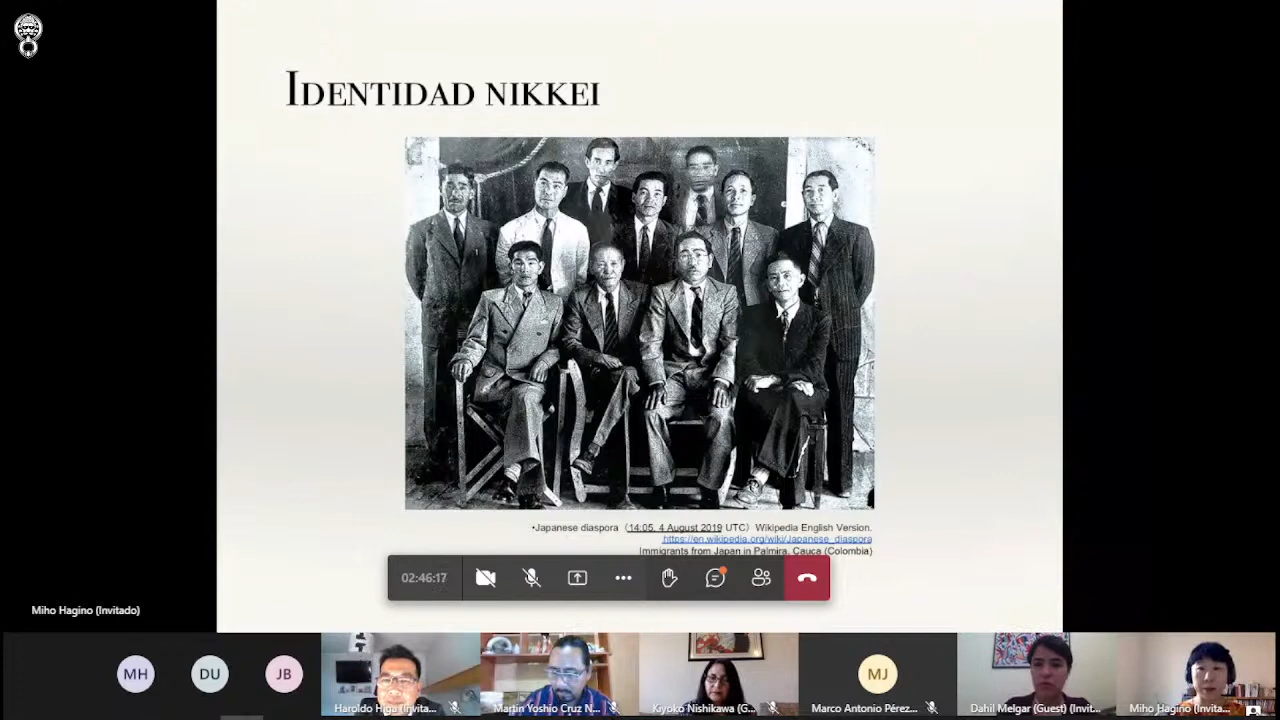 IDENTIDAD NIKKEI
•Japanese diaspora (14:05, 4 August 2019 UTC) Wikipedia English Version.
https://en.wikipedia.org/wiki/Japanese_diaspora
Immigrants from Japan in Palmira, Cauca (Colombia)
02:46:17
Miho Hagino (Invitado)
MH
DU
JB
MJ
Haroldo Higa (Invita...
Martin Yoshio Cruz N...
Kiyoko Nishikawa (G...
Marco Antonio Pérez...
Dahil Melgar (Guest) (Invit...
Miho Hagino (Invita...